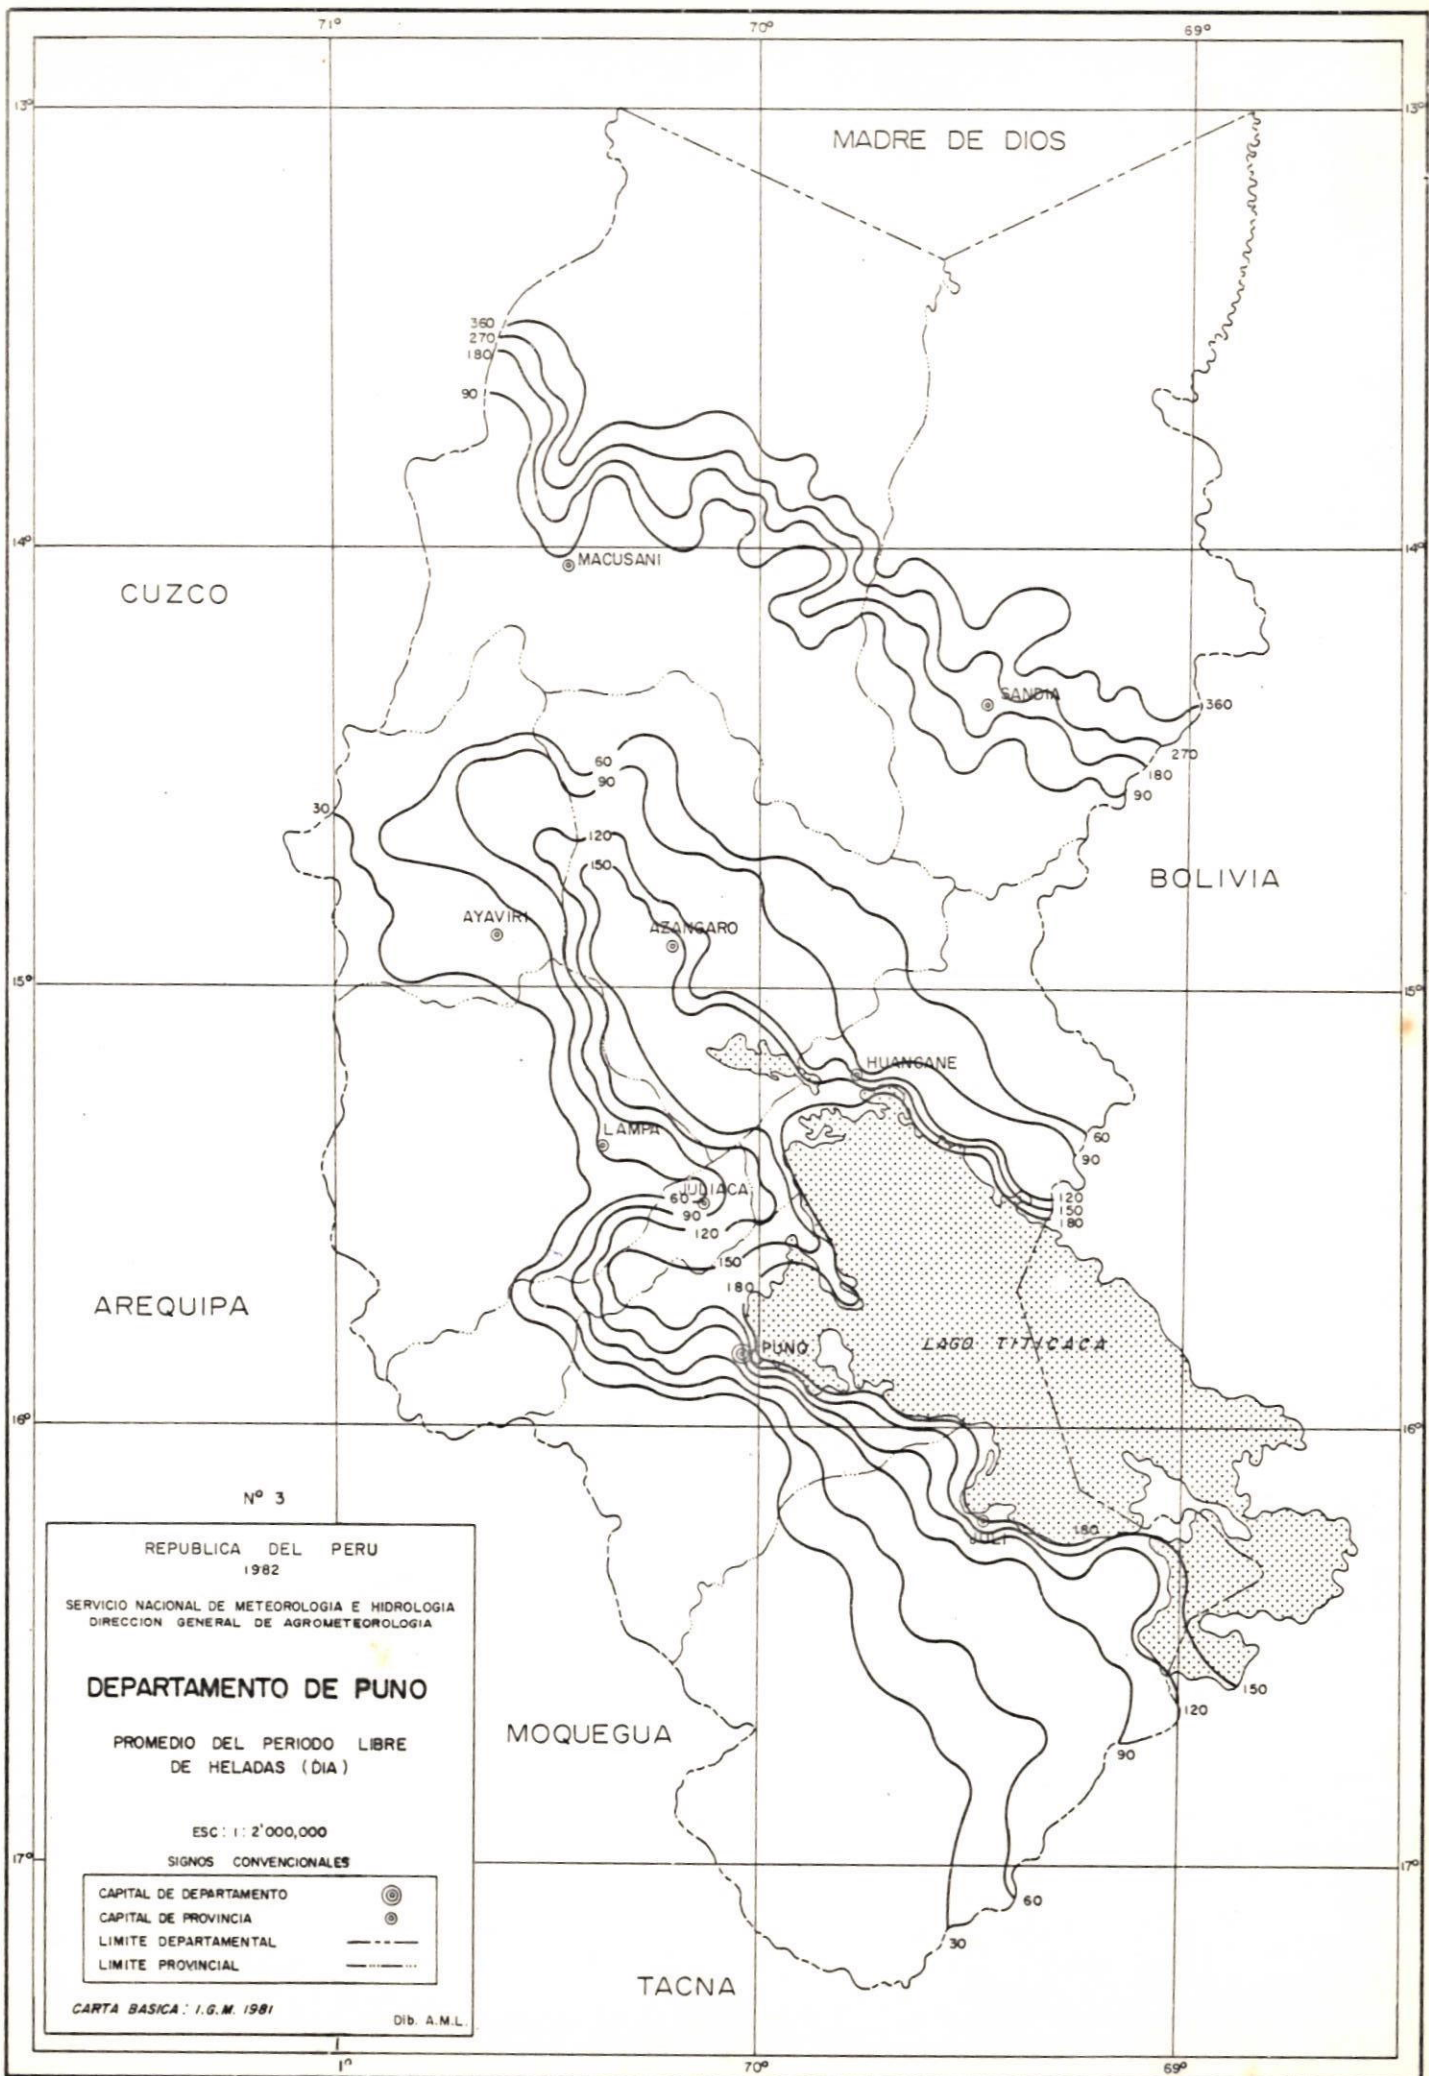 71°
70°
69°
13°
13°
MADRE DE DIOS
360
270
180
90
14°
14°
MACUSANI
CUZCO
SANDIA
360
270
180
90
60
90
30
120
150
BOLIVIA
AYAVIRI
AZANGARO
15°
15°
HUANCANE
LAMPA
60
90
JULIACA
60
90
120
120
150
180
150
180
AREQUIPA
PUNO
LAGO TITICACA
16°
16°
Nº 3
JULI
180
REPUBLICA DEL PERU
1982
SERVICIO NACIONAL DE METEOROLOGIA E HIDROLOGIA
DIRECCION GENERAL DE AGROMETEOROLOGIA
DEPARTAMENTO DE PUNO
150
120
MOQUEGUA
PROMEDIO DEL PERIODO LIBRE
DE HELADAS (DIA)
90
ESC: 1: 2'000,000
17°
17°
SIGNOS CONVENCIONALES
CAPITAL DE DEPARTAMENTO
CAPITAL DE PROVINCIA
LIMITE DEPARTAMENTAL
LIMITE PROVINCIAL
60
30
TACNA
CARTA BASICA: I.G.M. 1981
Dib. A.M.L.
1°
70°
69°